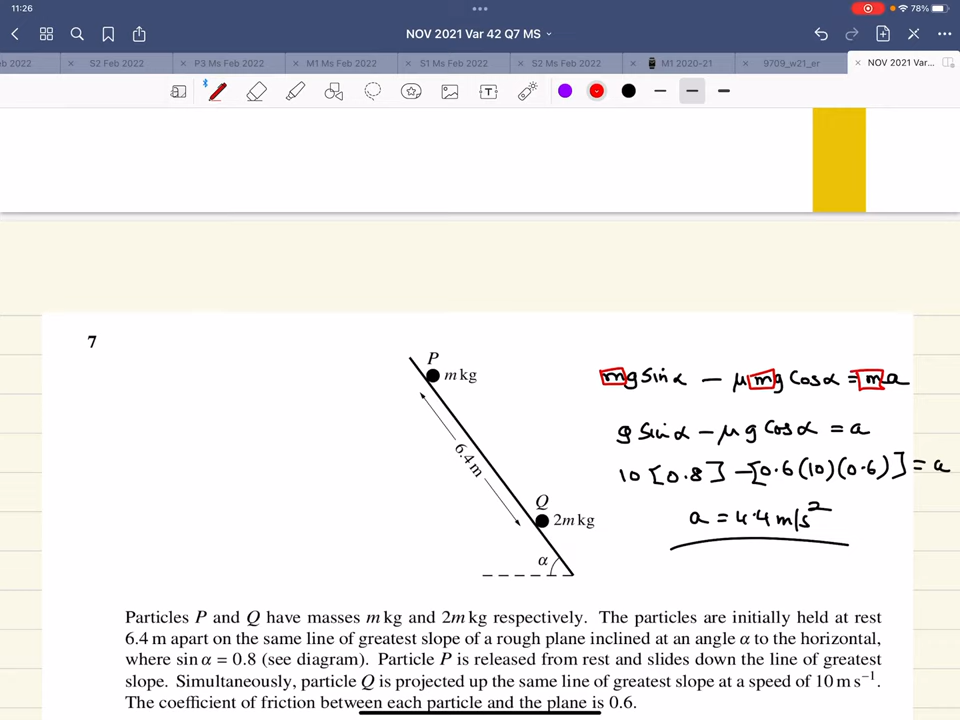 11:26
78%
NOV 2021 Var 42 Q7 MS
eb 2022
S2 Feb 2022
P3 Ms Feb 2022
M1 Ms Feb 2022
S1 Ms Feb 2022
S2 Ms Feb 2022
M1 2020-21
9709_w21_er
NOV 2021 Var...
7
P
m kg
6.4 m
Q
2m kg
α
mg Sin α – μmg Cos α = ma
g Sin α – μg Cos α = a
10 [0.8] – [0.6(10)(0.6)] = a
a = 4.4 m/s²
Particles P and Q have masses m kg and 2m kg respectively. The particles are initially held at rest
6.4 m apart on the same line of greatest slope of a rough plane inclined at an angle α to the horizontal,
where sin α = 0.8 (see diagram). Particle P is released from rest and slides down the line of greatest
slope. Simultaneously, particle Q is projected up the same line of greatest slope at a speed of 10 m s⁻¹.
The coefficient of friction between each particle and the plane is 0.6.